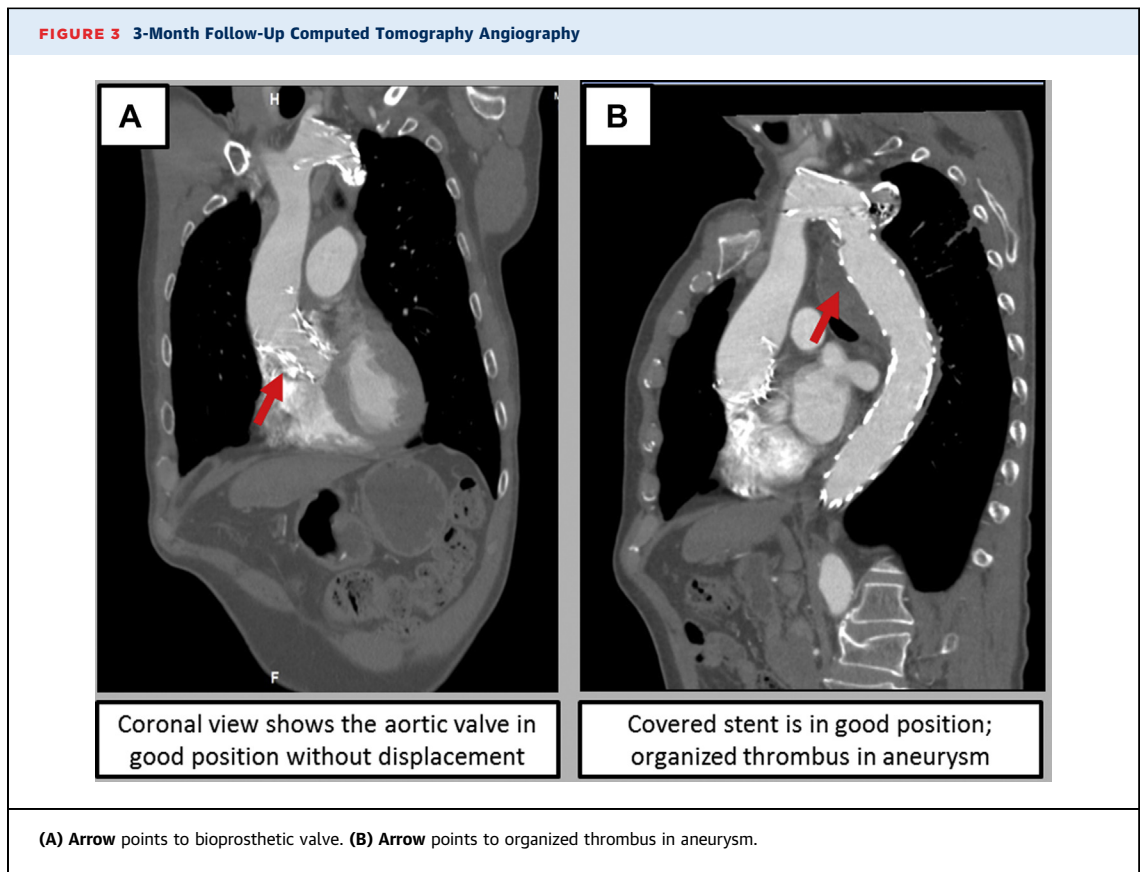 FIGURE 3 3-Month Follow-Up Computed Tomography Angiography
A
H
F
Coronal view shows the aortic valve in
good position without displacement
B
Covered stent is in good position;
organized thrombus in aneurysm
(A) Arrow points to bioprosthetic valve. (B) Arrow points to organized thrombus in aneurysm.